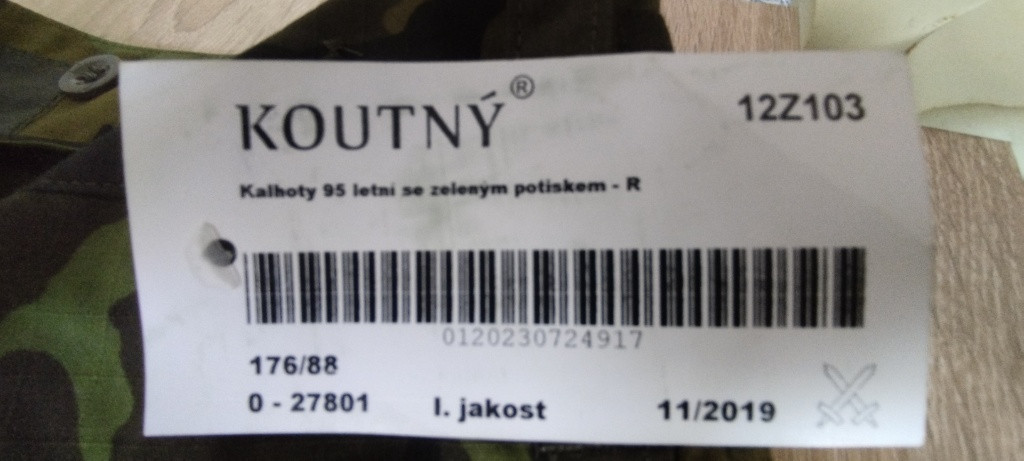 KOUTNÝ®
12Z103
Kalhoty 95 letní se zeleným potiskem - R
0120230724917
176/88
0 - 27801
I. jakost
11/2019